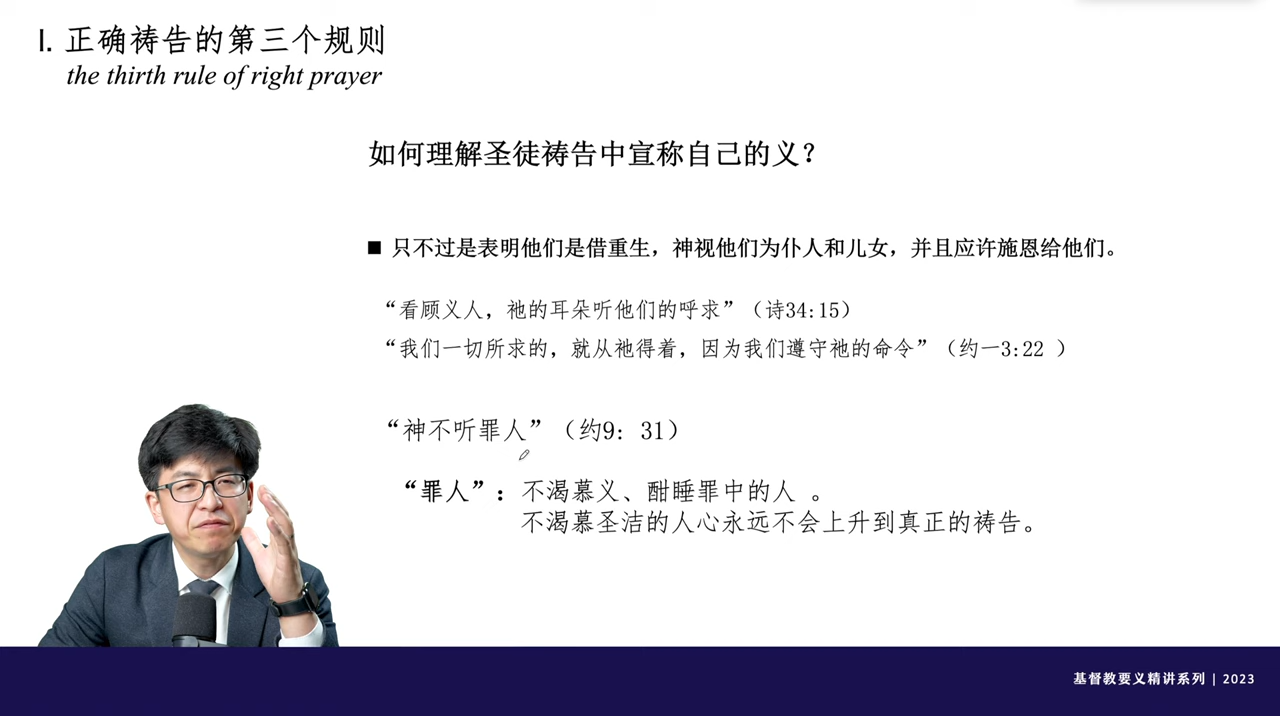 I. 正确祷告的第三个规则
the thirth rule of right prayer
如何理解圣徒祷告中宣称自己的义？
■ 只不过是表明他们是借重生，神视他们为仆人和儿女，并且应许施恩给他们。
“看顾义人，祂的耳朵听他们的呼求”（诗34:15）
“我们一切所求的，就从祂得着，因为我们遵守祂的命令”（约一3:22 ）
“神不听罪人”（约9：31）
“罪人”：不渴慕义、酣睡罪中的人 。
不渴慕圣洁的人心永远不会上升到真正的祷告。
基督教要义精讲系列 | 2023